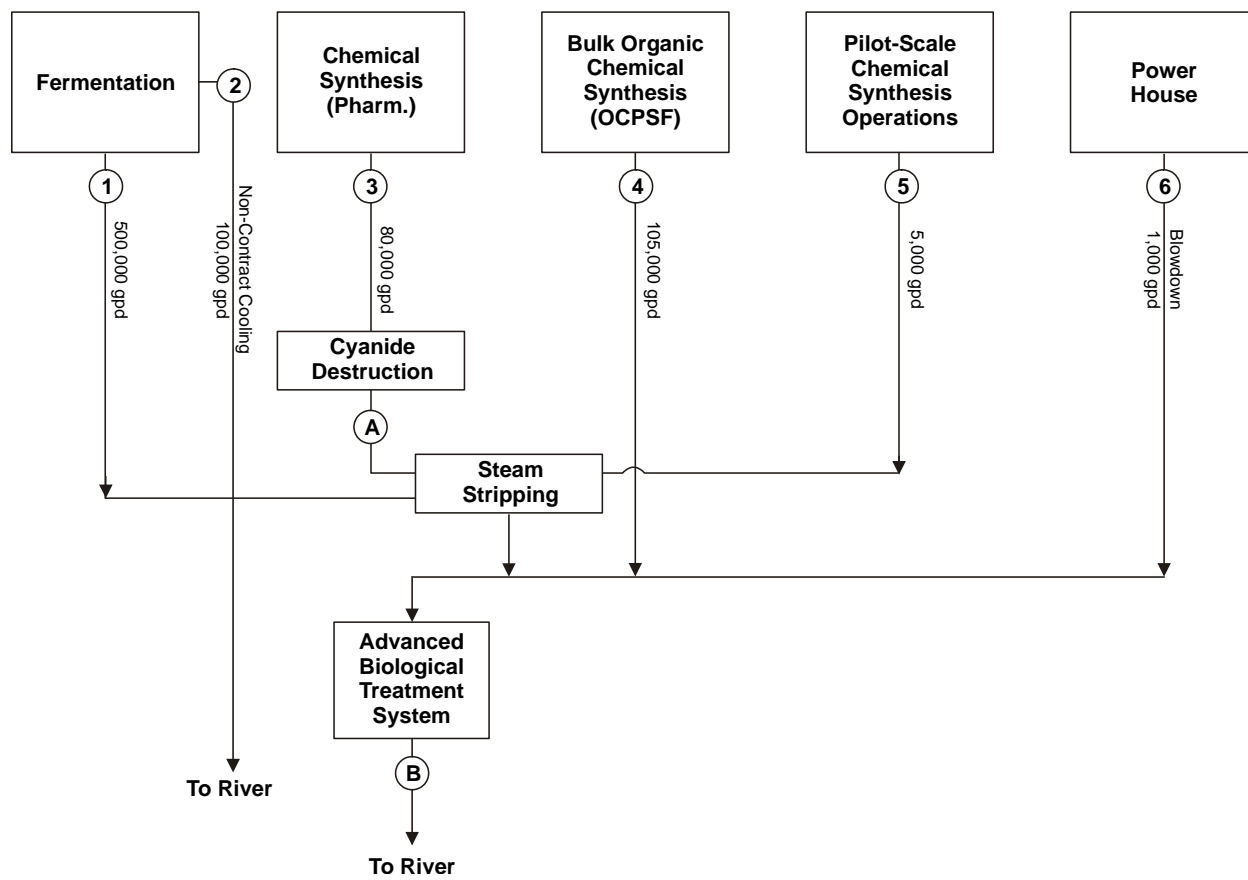 Fermentation
2
Chemical
Synthesis
(Pharm.)
Bulk Organic
Chemical
Synthesis
(OCPSF)
Pilot-Scale
Chemical
Synthesis
Operations
Power
House
1
3
4
5
6
500,000 gpd
Non-Contract Cooling
100,000 gpd
80,000 gpd
105,000 gpd
5,000 gpd
Blowdown
1,000 gpd
Cyanide
Destruction
A
Steam
Stripping
Advanced
Biological
Treatment
System
B
To River
To River